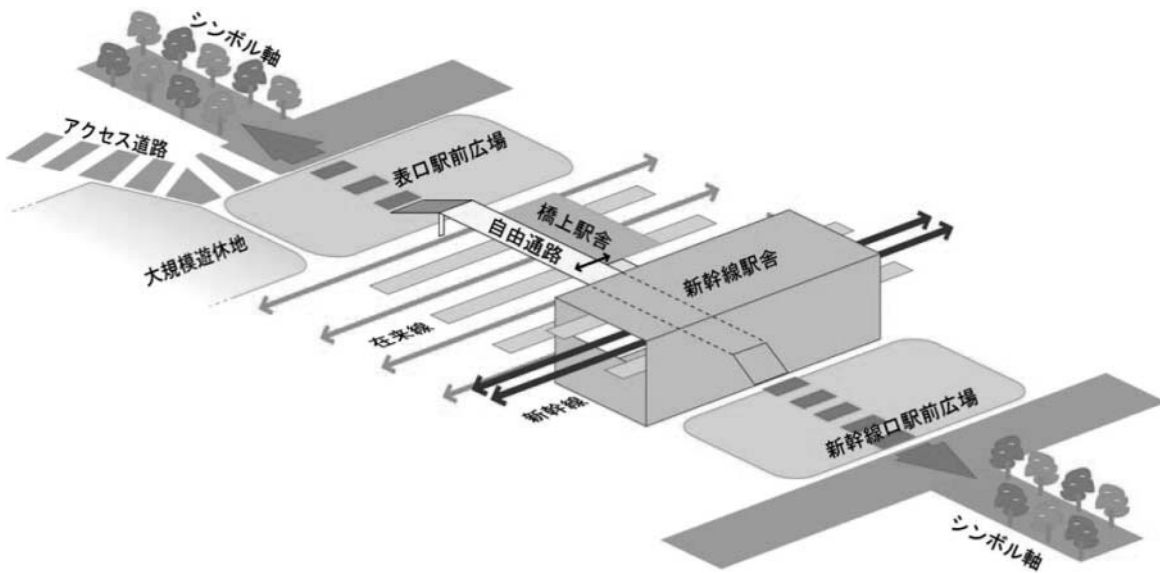 シンボル軸
アクセス道路
表口駅前広場
大規模遊休地
橋上駅舎
自由通路
新幹線駅舎
在来線
新幹線
新幹線口駅前広場
シンボル軸